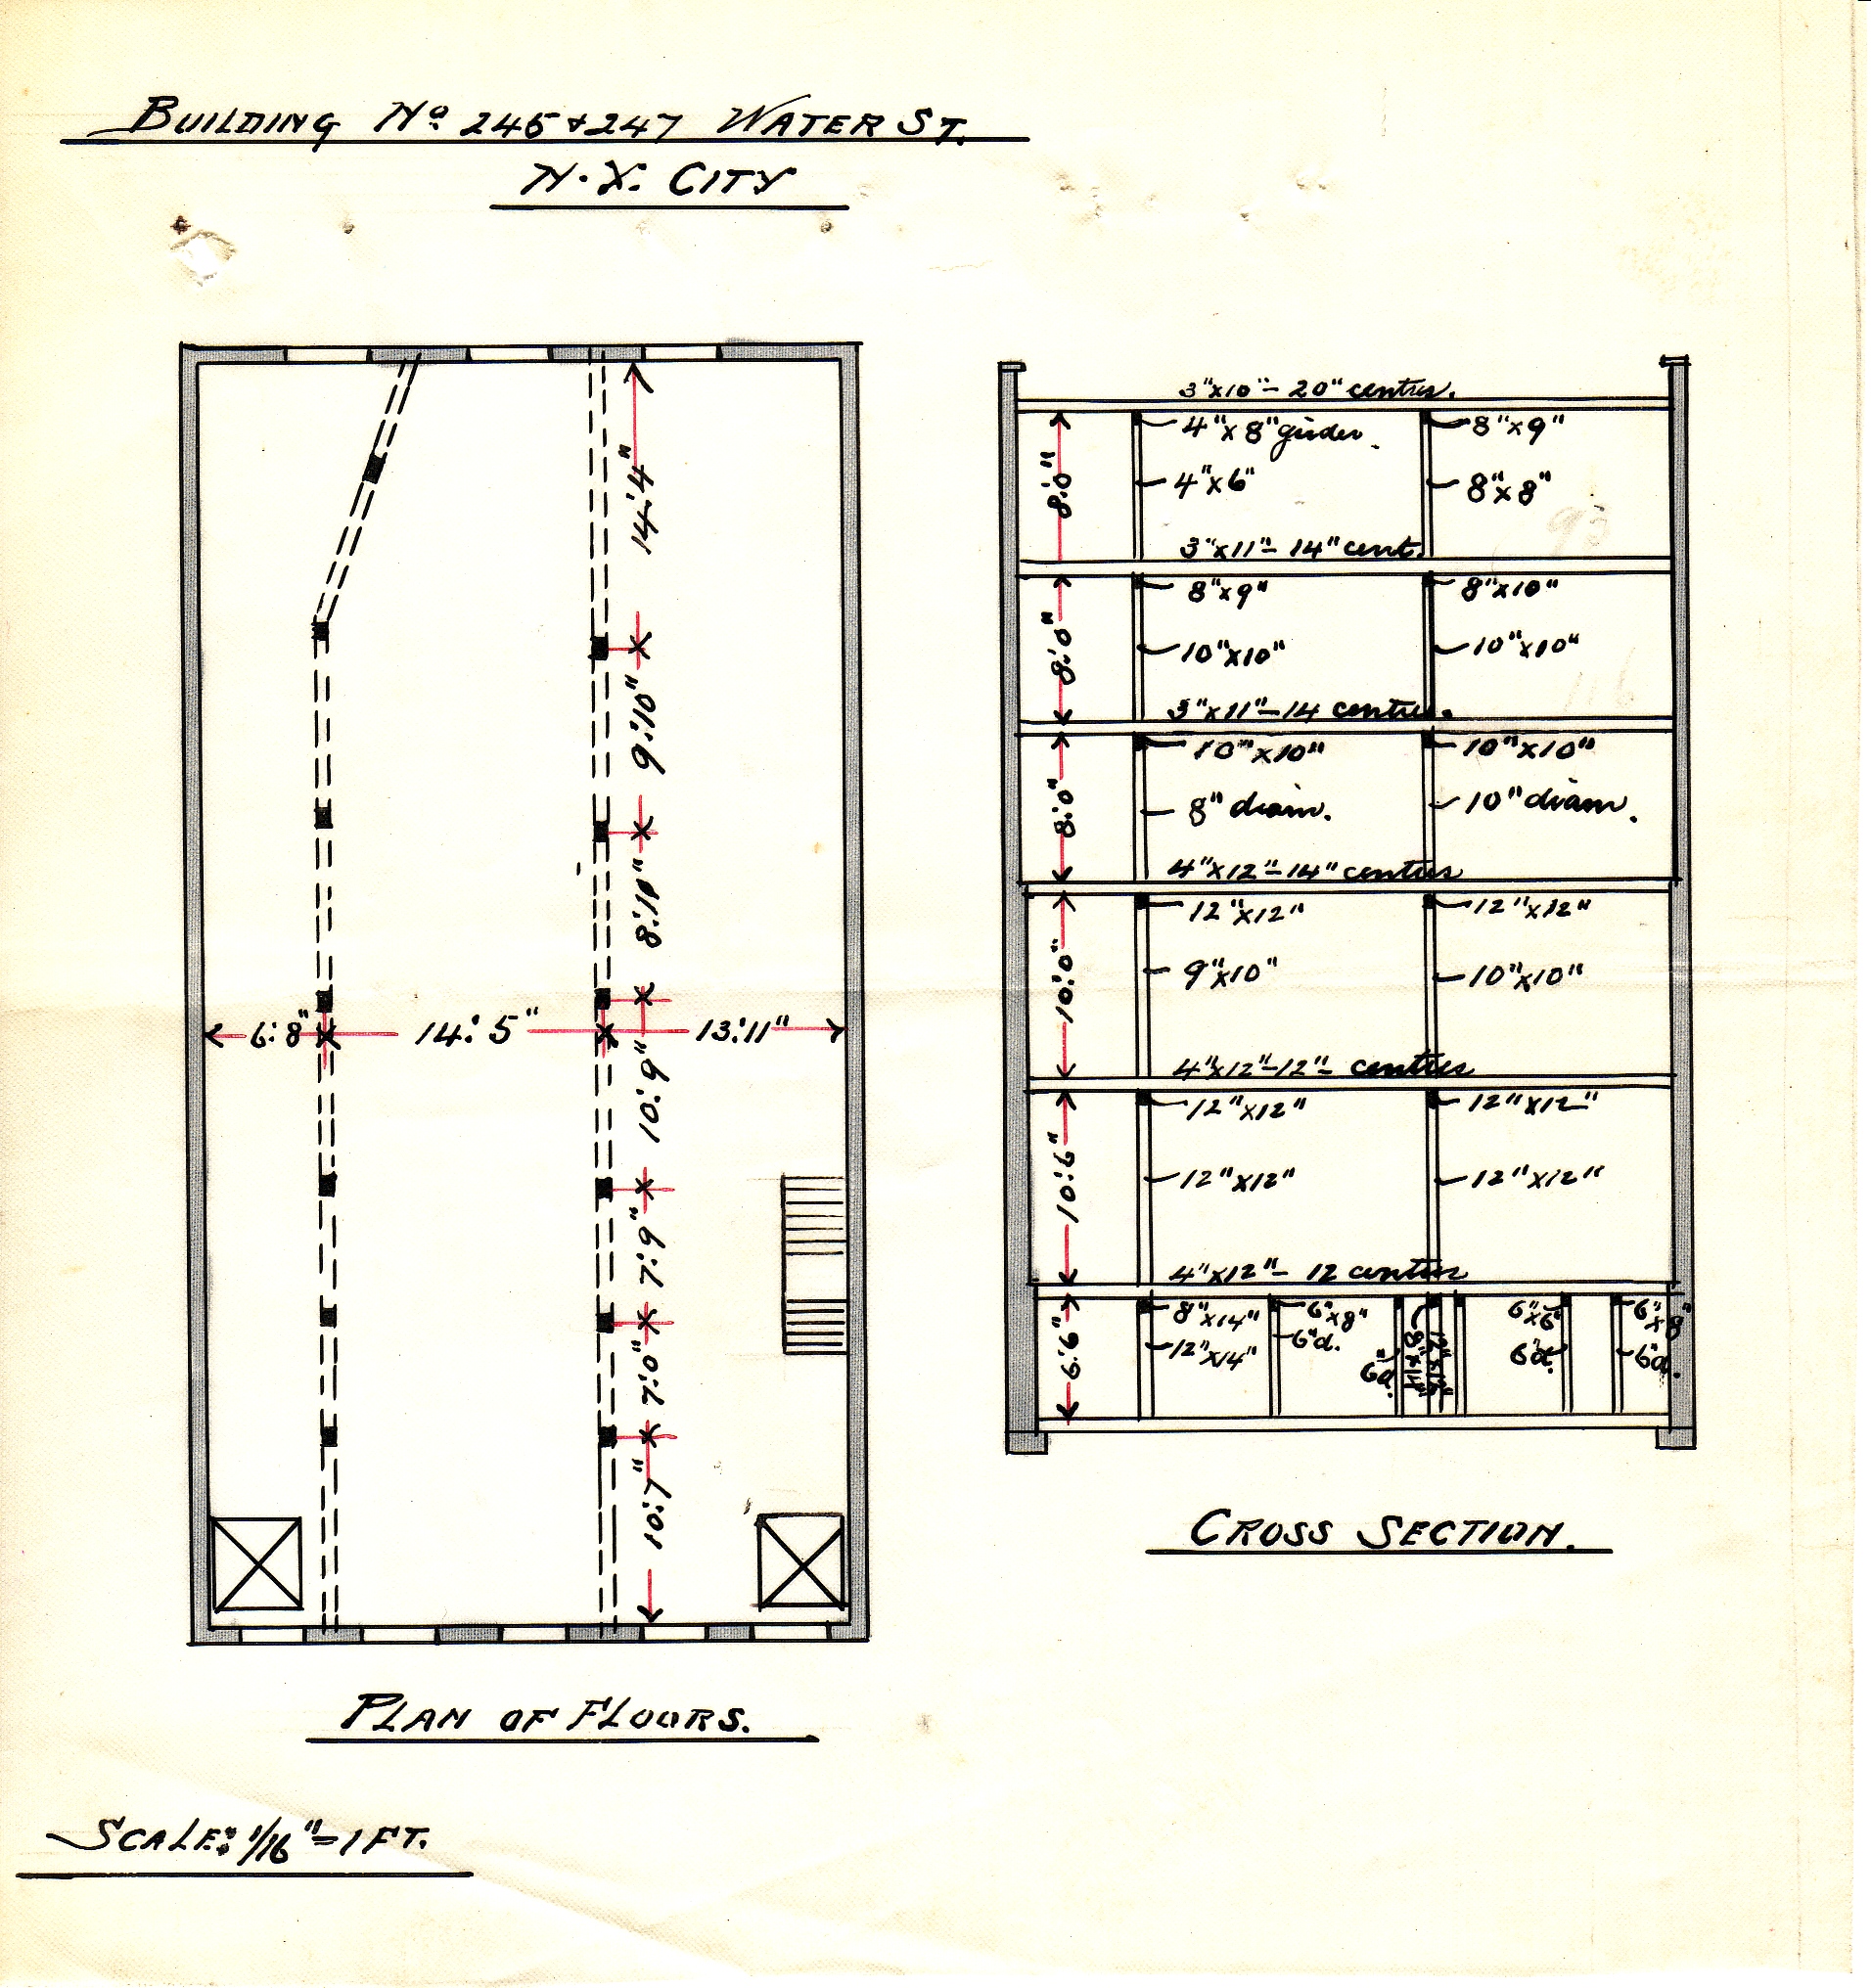 BUILDING No 245 & 247 WATER ST.
N.Y. CITY
14'.4"
9'.10"
8'.10"
6'.8"
14'.5"
13'.11"
10'.9"
7'.9"
7'.0"
10'.7"
PLAN OF FLOORS.
SCALE: 1/16" = 1 FT.
3"x10" - 20" centres.
8'.0"
4"x8" girder.
8"x9"
4"x6"
8"x8"
3"x11" - 14" cent.
8'.0"
8"x9"
8"x10"
10"x10"
10"x10"
3"x11" - 14 centres.
8'.0"
10"x10"
10"x10"
8" diam.
10" diam.
4"x12" - 14" centres
10'.0"
12"x12"
12"x12"
9"x10"
10"x10"
4"x12" - 12" - centres
10'.6"
12"x12"
12"x12"
12"x12"
12"x12"
4"x12" - 12 centres
6'.6"
8"x14"
12"x14"
6"x8"
6"d.
6"d.
8"x14"
6"x6"
6"d.
6"x8"
6"d.
CROSS SECTION.